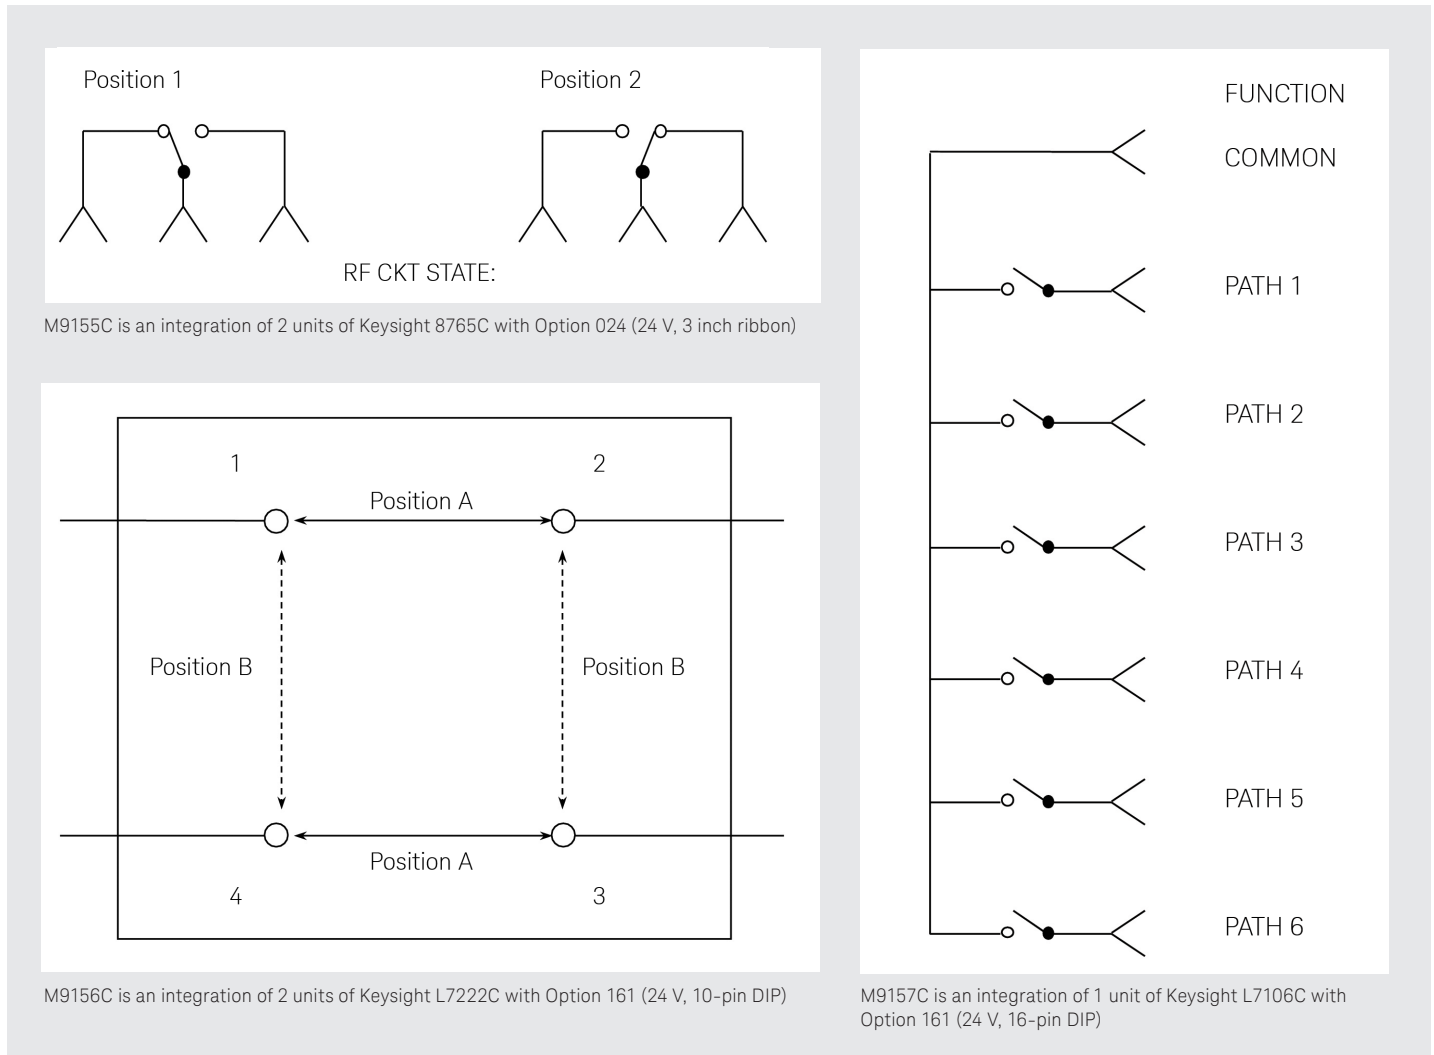 Position 1
Position 2
RF CKT STATE:
M9155C is an integration of 2 units of Keysight 8765C with Option 024 (24 V, 3 inch ribbon)
1
2
Position A
Position B
Position B
Position A
4
3
M9156C is an integration of 2 units of Keysight L7222C with Option 161 (24 V, 10-pin DIP)
FUNCTION
COMMON
PATH 1
PATH 2
PATH 3
PATH 4
PATH 5
PATH 6
M9157C is an integration of 1 unit of Keysight L7106C with
Option 161 (24 V, 16-pin DIP)